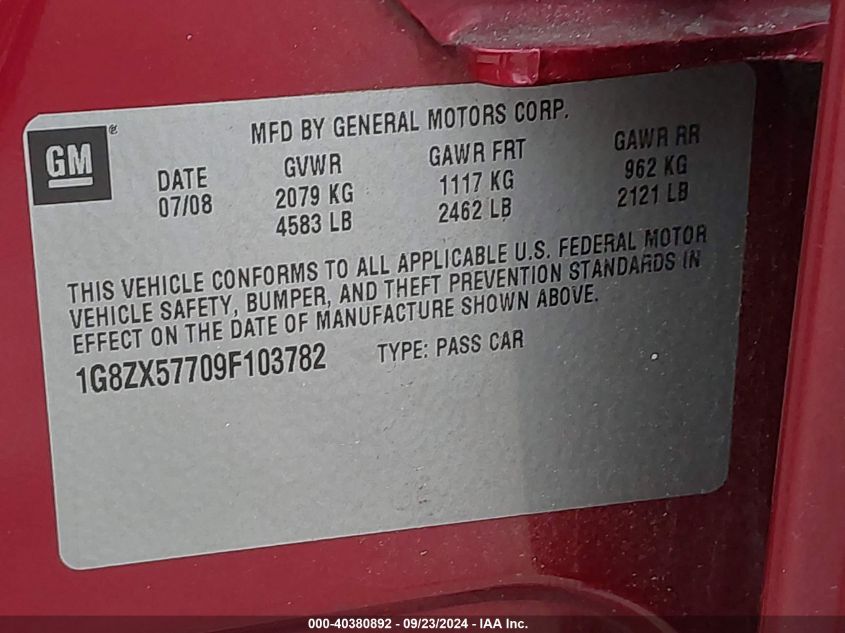 GM®
MFD BY GENERAL MOTORS CORP.
DATE GVWR GAWR FRT GAWR RR
07/08 2079 KG 1117 KG 962 KG
4583 LB 2462 LB 2121 LB
THIS VEHICLE CONFORMS TO ALL APPLICABLE U.S. FEDERAL MOTOR
VEHICLE SAFETY, BUMPER, AND THEFT PREVENTION STANDARDS IN
EFFECT ON THE DATE OF MANUFACTURE SHOWN ABOVE.
1G8ZX57709F103782 TYPE: PASS CAR
000-40380892 - 09/23/2024 - IAA Inc.